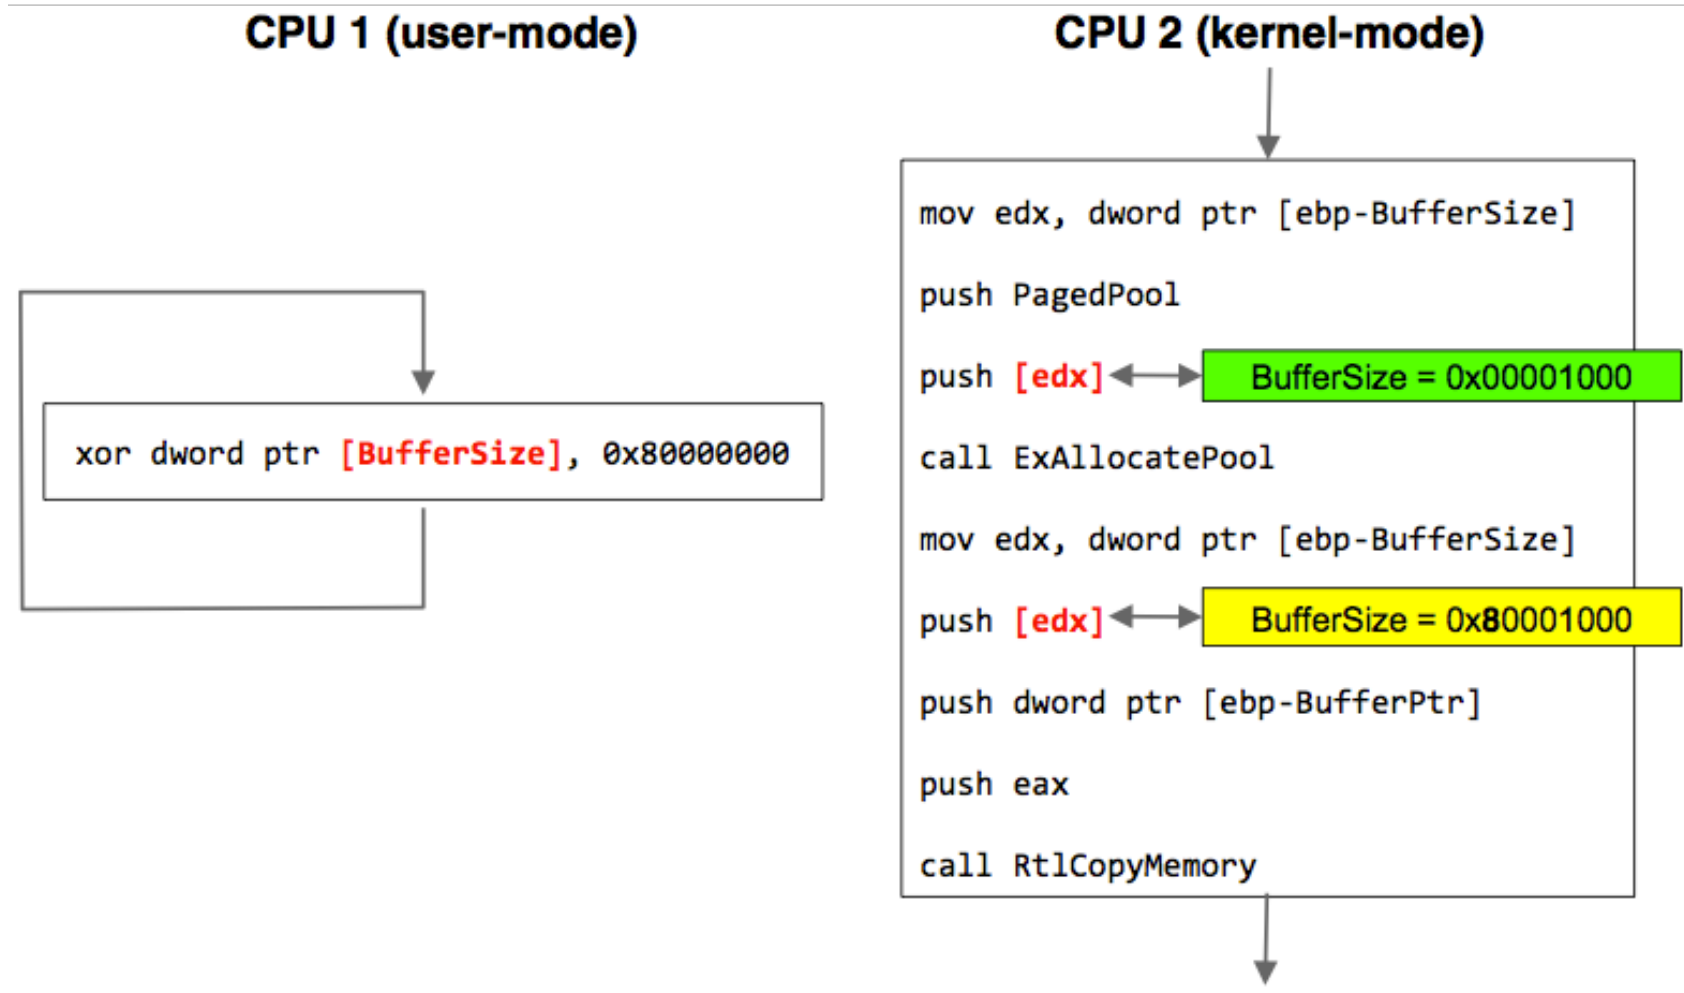 CPU 1 (user-mode)
CPU 2 (kernel-mode)
xor dword ptr [BufferSize], 0x80000000
mov edx, dword ptr [ebp-BufferSize]
push PagedPool
push [edx]
BufferSize = 0x00001000
call ExAllocatePool
mov edx, dword ptr [ebp-BufferSize]
push [edx]
BufferSize = 0x80001000
push dword ptr [ebp-BufferPtr]
push eax
call RtlCopyMemory